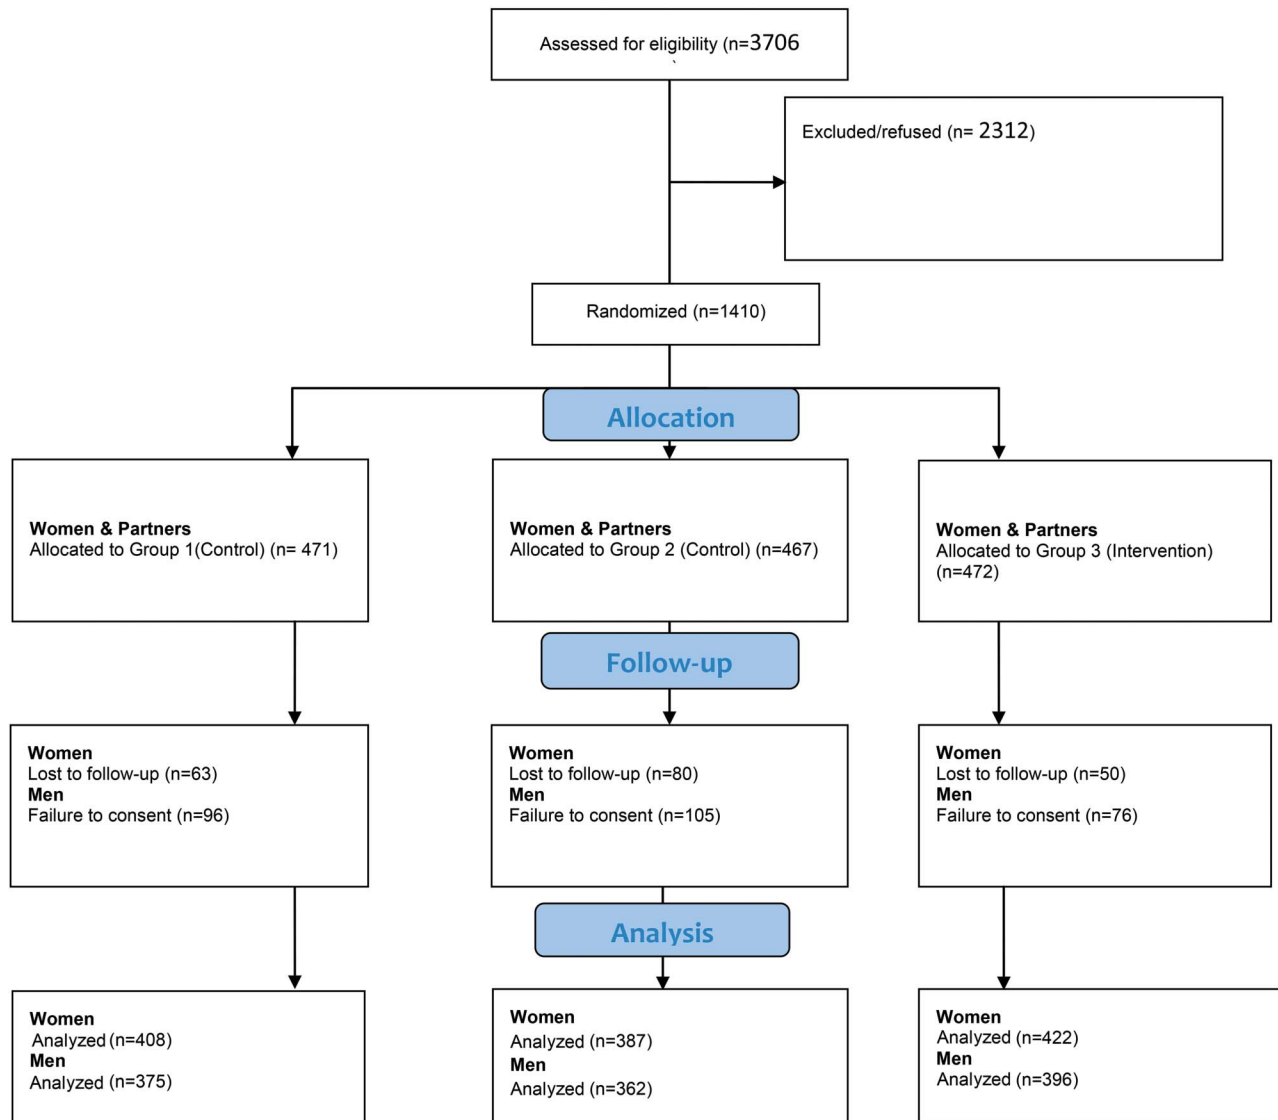 Assessed for eligibility (n=3706
`
Excluded/refused (n= 2312)
Randomized (n=1410)
Allocation
Women & Partners
Allocated to Group 1(Control) (n= 471)
Women & Partners
Allocated to Group 2 (Control) (n=467)
Women & Partners
Allocated to Group 3 (Intervention)
(n=472)
Follow-up
Women
Lost to follow-up (n=63)
Men
Failure to consent (n=96)
Women
Lost to follow-up (n=80)
Men
Failure to consent (n=105)
Women
Lost to follow-up (n=50)
Men
Failure to consent (n=76)
Analysis
Women
Analyzed (n=408)
Men
Analyzed (n=375)
Women
Analyzed (n=387)
Men
Analyzed (n=362)
Women
Analyzed (n=422)
Men
Analyzed (n=396)